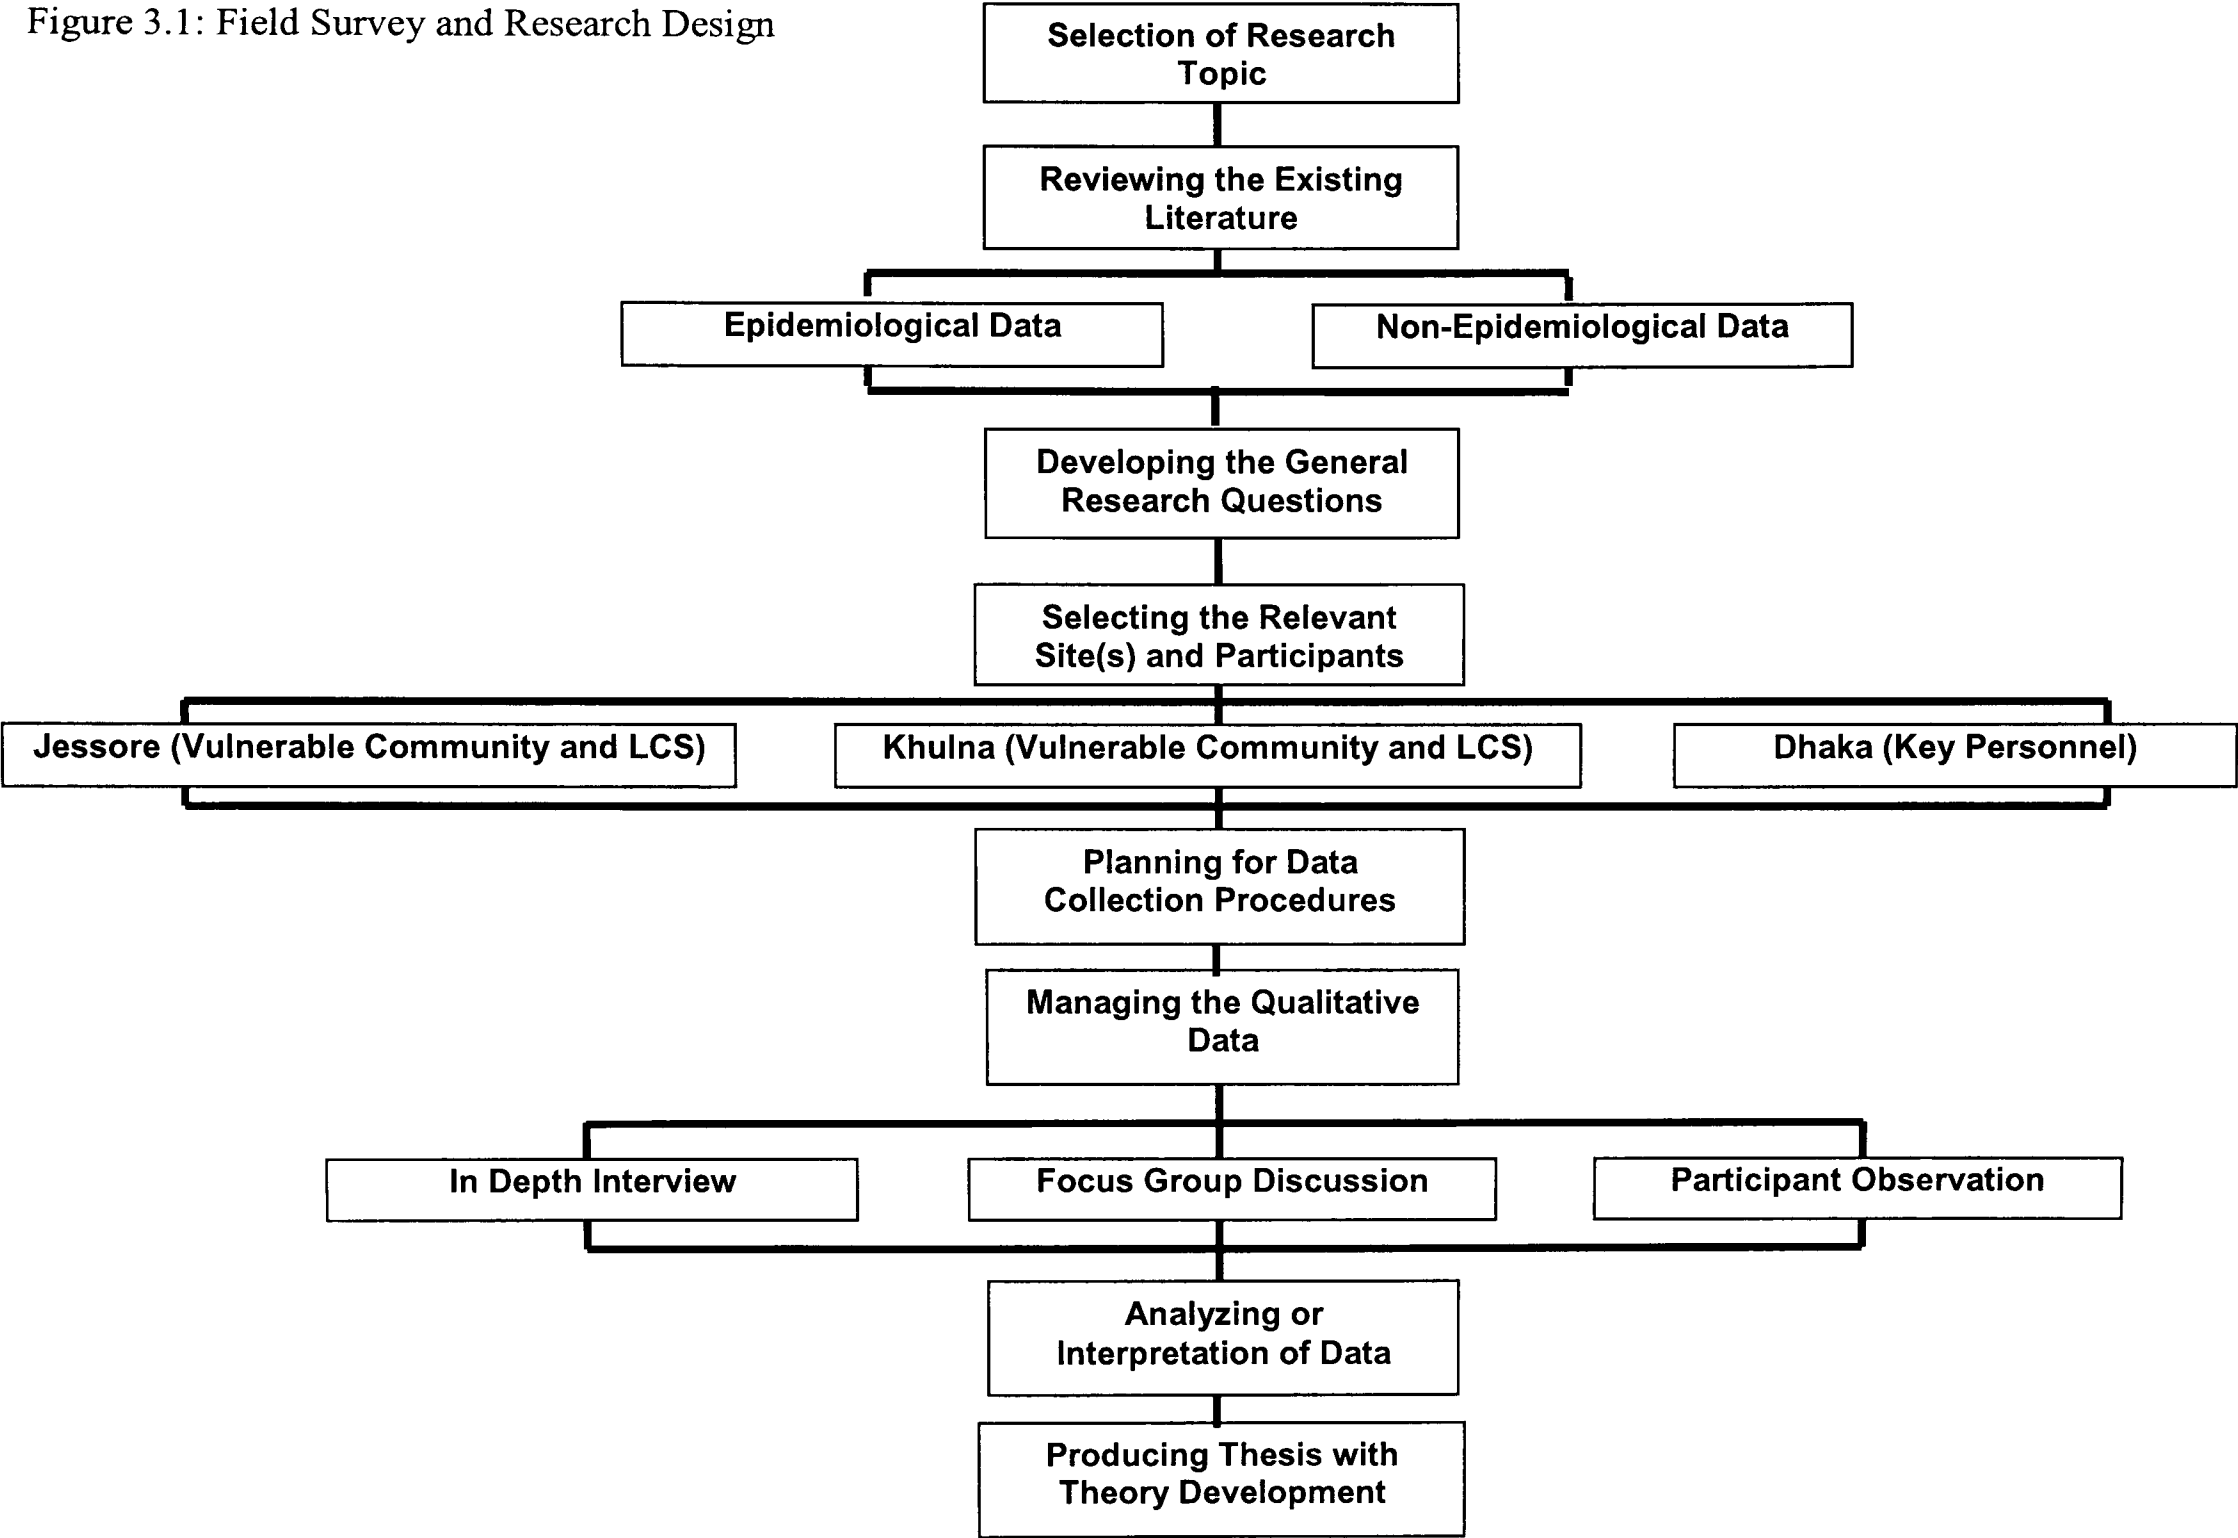 Figure 3.1: Field Survey and Research Design
Selection of Research
Topic
Reviewing the Existing
Literature
Epidemiological Data
Non-Epidemiological Data
Developing the General
Research Questions
Selecting the Relevant
Site(s) and Participants
Jessore (Vulnerable Community and LCS)
Khulna (Vulnerable Community and LCS)
Dhaka (Key Personnel)
Planning for Data
Collection Procedures
Managing the Qualitative
Data
In Depth Interview
Focus Group Discussion
Participant Observation
Analyzing or
Interpretation of Data
Producing Thesis with
Theory Development